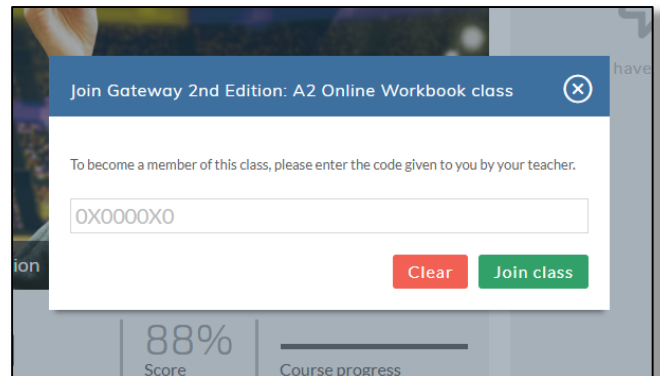 have
Join Gateway 2nd Edition: A2 Online Workbook class
To become a member of this class, please enter the code given to you by your teacher.
0X0000X0
ion
Clear
Join class
88%
Score
Course progress